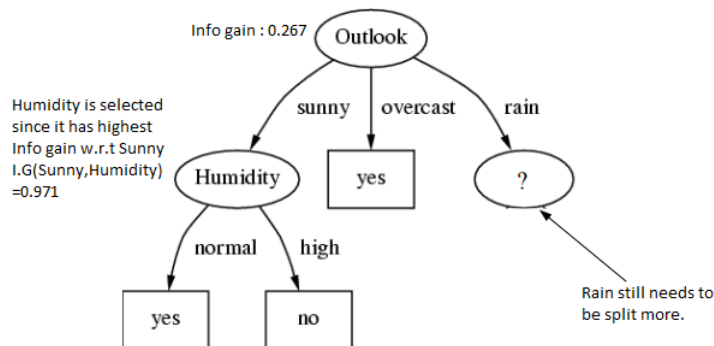 Info gain : 0.267
Outlook
Humidity is selected
since it has highest
Info gain w.r.t Sunny
I.G(Sunny,Humidity)
=0.971
sunny
overcast
rain
Humidity
yes
?
normal
high
Rain still needs to
be split more.
yes
no